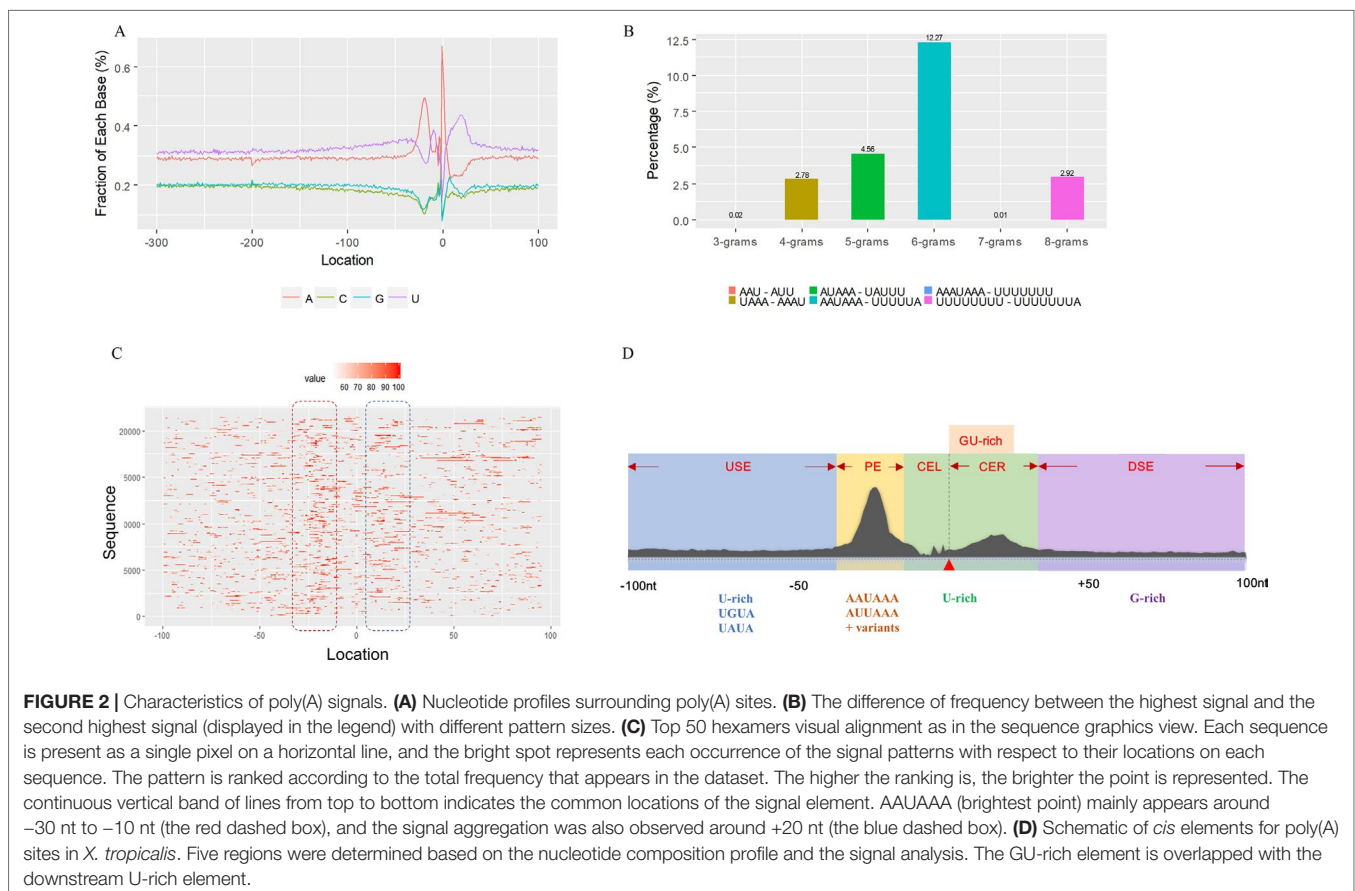 A
Fraction of Each Base (%)
0.6
0.4
0.2
-300 -200 -100 0 100
Location
A C G U
B
Percentage (%)
12.5
10.0
7.5
5.0
2.5
0.0
0.02 2.78 4.56 12.27 0.01 2.92
3-grams 4-grams 5-grams 6-grams 7-grams 8-grams
AAU - AUU AUAAA - UAUUU AAAUAAA - UUUUUUU
UAAA - AAAU AAUAAA - UUUUUA UUUUUUUU - UUUUUUUA
C
value
60 70 80 90 100
Sequence
20000
5000
0000
5000
0
-100 -50 0 50 100
Location
D
GU-rich
USE PE CEL CER DSE
-100nt -50 +50 100nt
U-rich AAUAAA U-rich G-rich
UGUA AUUAAA
UAUA + variants
FIGURE 2 | Characteristics of poly(A) signals. (A) Nucleotide profiles surrounding poly(A) sites. (B) The difference of frequency between the highest signal and the
second highest signal (displayed in the legend) with different pattern sizes. (C) Top 50 hexamers visual alignment as in the sequence graphics view. Each sequence
is present as a single pixel on a horizontal line, and the bright spot represents each occurrence of the signal patterns with respect to their locations on each
sequence. The pattern is ranked according to the total frequency that appears in the dataset. The higher the ranking is, the brighter the point is represented. The
continuous vertical band of lines from top to bottom indicates the common locations of the signal element. AAUAAA (brightest point) mainly appears around
−30 nt to −10 nt (the red dashed box), and the signal aggregation was also observed around +20 nt (the blue dashed box). (D) Schematic of cis elements for poly(A)
sites in X. tropicalis. Five regions were determined based on the nucleotide composition profile and the signal analysis. The GU-rich element is overlapped with the
downstream U-rich element.